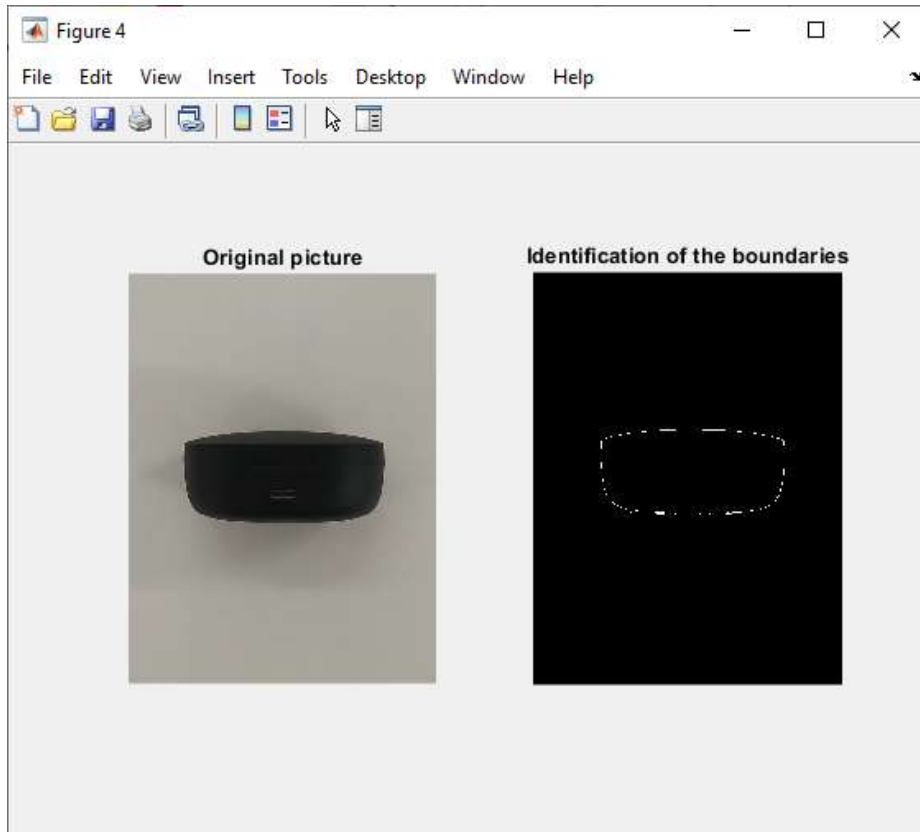 Figure 4
File Edit View Insert Tools Desktop Window Help
Original picture
Identification of the boundaries